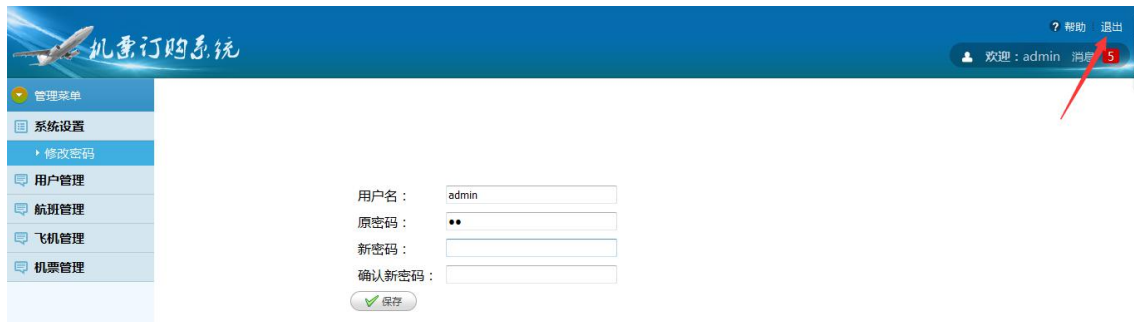 帮助 退出
机票订购系统
欢迎：admin 消息 5
管理菜单
系统设置
修改密码
用户管理
航班管理
飞机管理
机票管理
用户名： admin
原密码： ••
新密码：
确认新密码：
保存